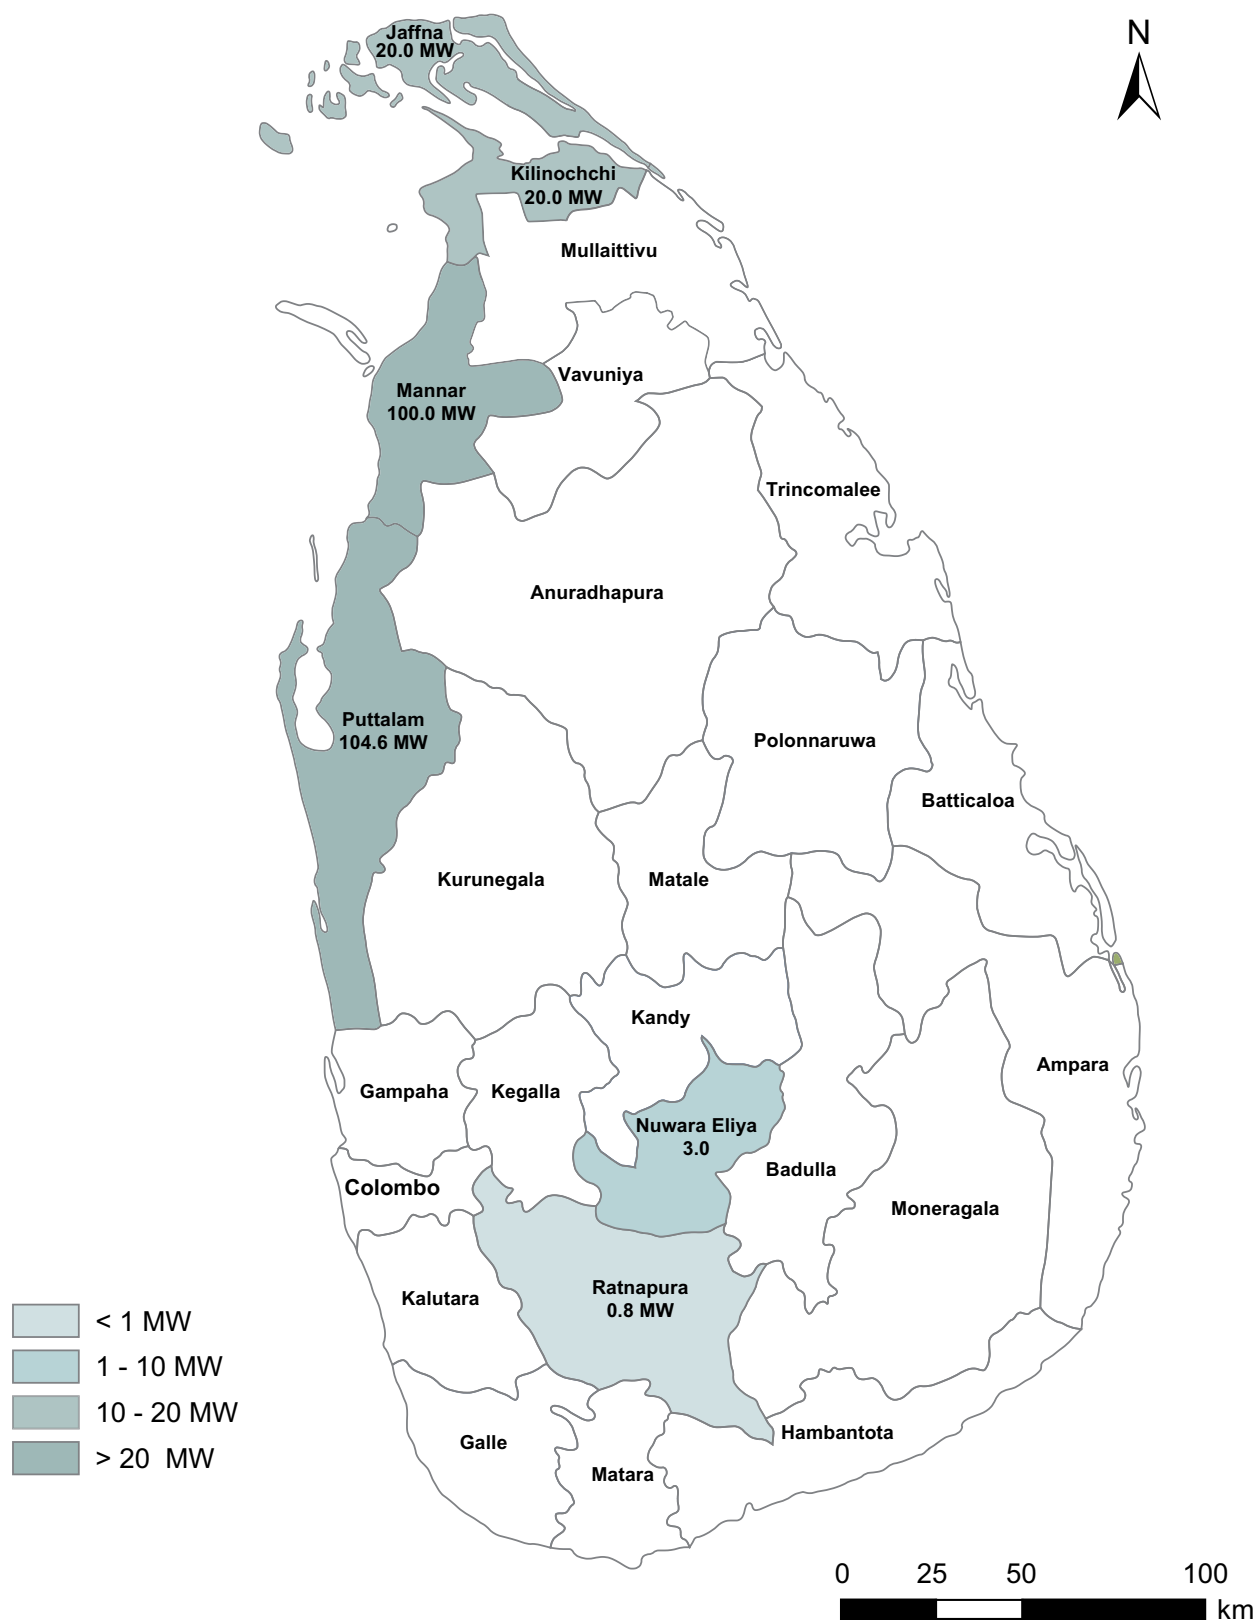 Jaffna
20.0 MW
N
Kilinochchi
20.0 MW
Mullaittivu
Vavuniya
Mannar
100.0 MW
Trincomalee
Anuradhapura
Puttalam
104.6 MW
Polonnaruwa
Batticaloa
Kurunegala
Matale
Kandy
Ampara
Gampaha
Kegalla
Nuwara Eliya
3.0
Badulla
Colombo
Moneragala
Ratnapura
0.8 MW
Kalutara
< 1 MW
1 - 10 MW
10 - 20 MW
> 20 MW
Hambantota
Galle
Matara
0 25 50 100
km